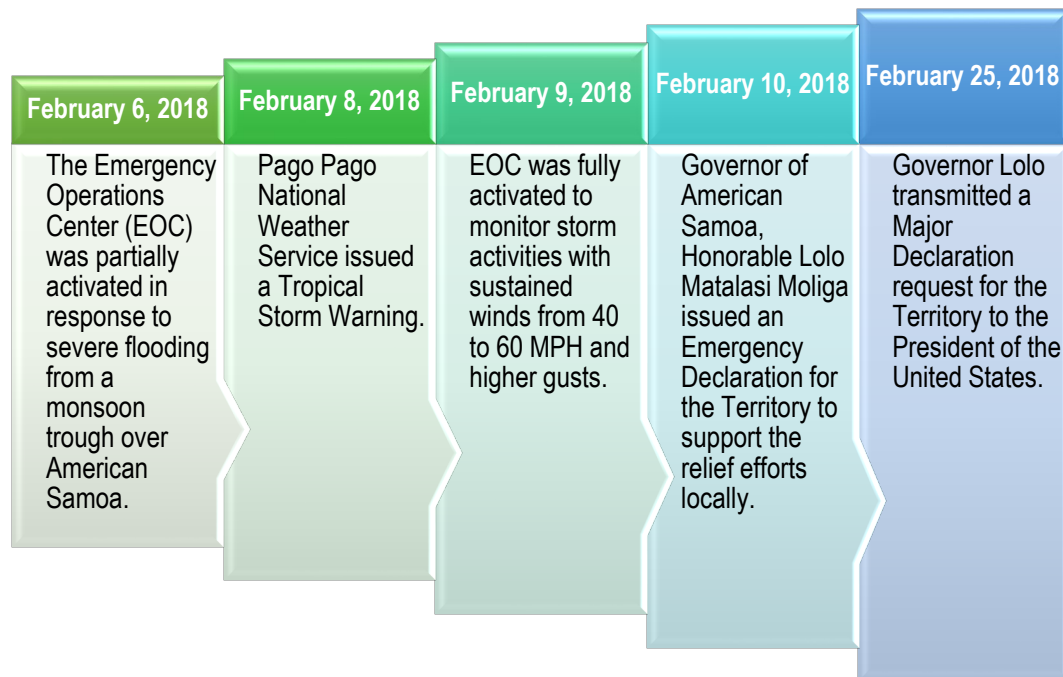 February 6, 2018
The Emergency
Operations
Center (EOC)
was partially
activated in
response to
severe flooding
from a
monsoon
trough over
American
Samoa.
February 8, 2018
Pago Pago
National
Weather
Service issued
a Tropical
Storm Warning.
February 9, 2018
EOC was fully
activated to
monitor storm
activities with
sustained
winds from 40
to 60 MPH and
higher gusts.
February 10, 2018
Governor of
American
Samoa,
Honorable Lolo
Matalasi Moliga
issued an
Emergency
Declaration for
the Territory to
support the
relief efforts
locally.
February 25, 2018
Governor Lolo
transmitted a
Major
Declaration
request for the
Territory to the
President of the
United States.